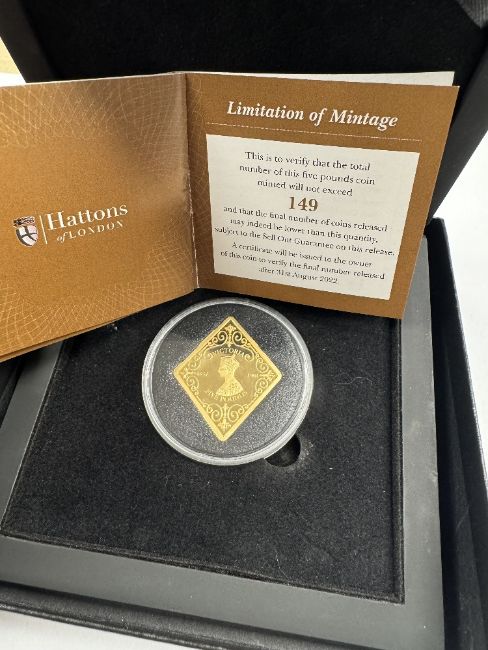 Hattons
of LONDON
Limitation of Mintage
This is to verify that the total
number of this five pounds coin
minted will not exceed
149
and that the final number of coins released
may indeed be lower than this quantity,
subject to the Sell Out Guarantee on this release.
A certificate will be issued to the owner
of this coin to verify the final number released
after 31st August 2022.
VICTORIA
FIVE POUNDS